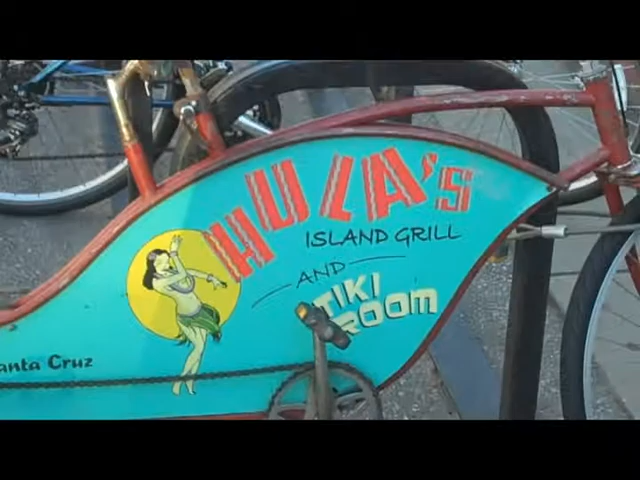 HULA'S
ISLAND GRILL
AND
TIKI
ROOM
anta Cruz